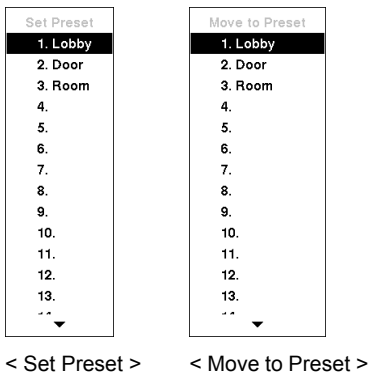 Set Preset
1. Lobby
2. Door
3. Room
4.
5.
6.
7.
8.
9.
10.
11.
12.
13.
< Set Preset >
Move to Preset
1. Lobby
2. Door
3. Room
4.
5.
6.
7.
8.
9.
10.
11.
12.
13.
< Move to Preset >